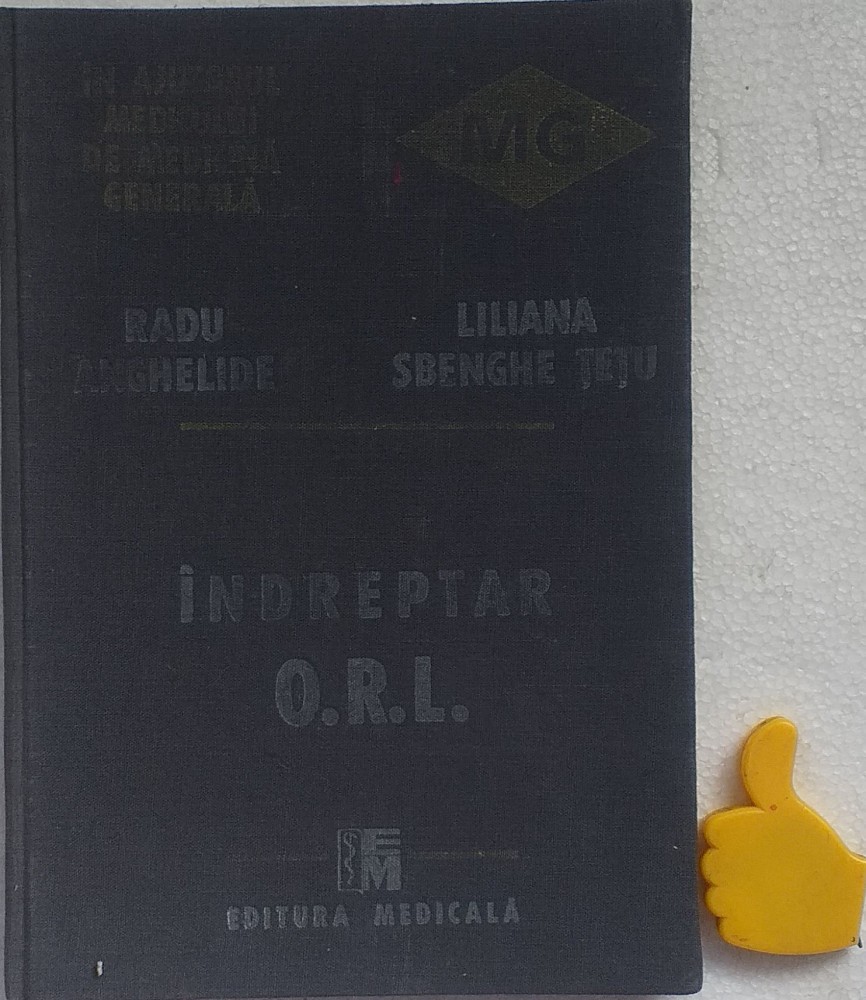 ÎN AJUTORUL
MEDICULUI
DE MEDICINĂ
GENERALĂ
MG
RADU
ANGHELIDE
LILIANA
SBENGHE ȚEȚU
ÎNDREPTAR
O.R.L.
EM
EDITURA MEDICALĂ